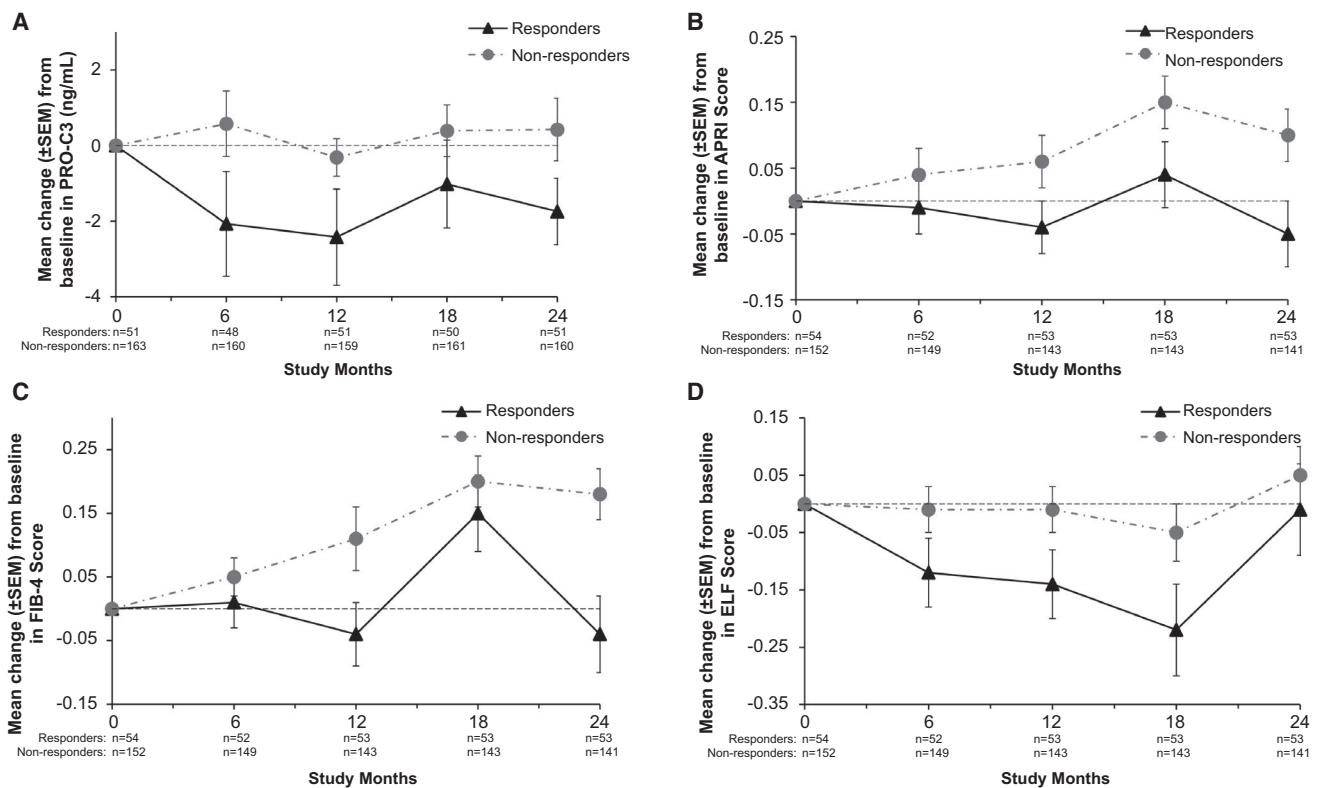 A
Responders
Non-responders
Mean change (±SEM) from
baseline in PRO-C3 (ng/mL)
2
0
-2
-4
0 6 12 18 24
Responders: n=51 n=48 n=51 n=50 n=51
Non-responders: n=163 n=160 n=159 n=161 n=160
Study Months
B
Responders
Non-responders
Mean change (±SEM) from
baseline in APRI Score
0.25
0.15
0.05
-0.05
-0.15
0 6 12 18 24
Responders: n=54 n=52 n=53 n=53 n=53
Non-responders: n=152 n=149 n=143 n=143 n=141
Study Months
C
Responders
Non-responders
Mean change (±SEM) from baseline
in FIB-4 Score
0.25
0.15
0.05
-0.05
-0.15
0 6 12 18 24
Responders: n=54 n=52 n=53 n=53 n=53
Non-responders: n=152 n=149 n=143 n=143 n=141
Study Months
D
Responders
Non-responders
Mean change (±SEM) from baseline
in ELF Score
0.15
0.05
-0.05
-0.15
-0.25
-0.35
0 6 12 18 24
Responders: n=54 n=52 n=53 n=53 n=53
Non-responders: n=152 n=149 n=143 n=143 n=141
Study Months